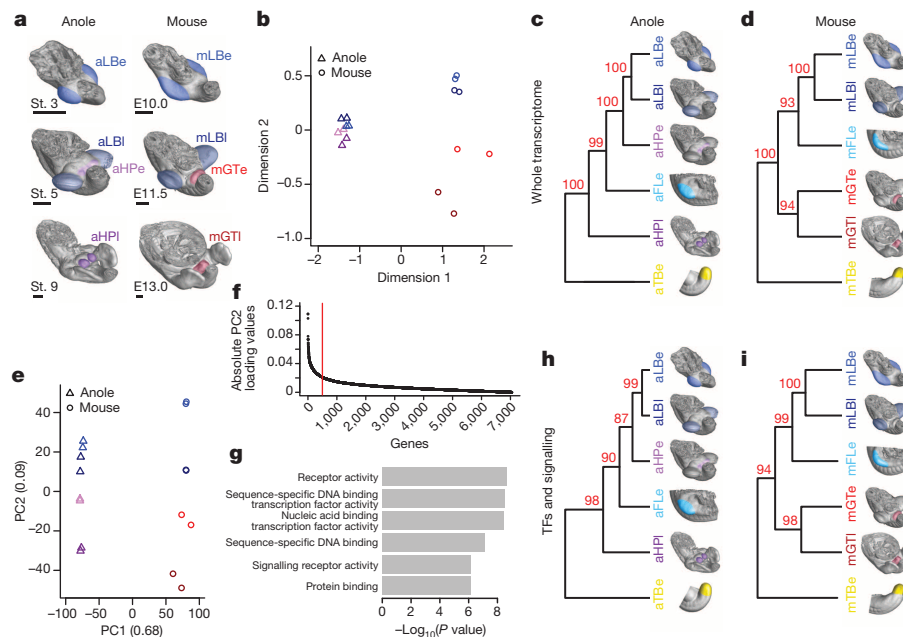 a
Anole
Mouse
aLBe
mLBe
St. 3
E10.0
aLBl
aHPe
mLBl
mGTe
St. 5
E11.5
aHPl
mGTl
St. 9
E13.0
b
Anole
Mouse
Dimension 2
0.5
0
−0.5
−1.0
−2
−1
0
1
2
Dimension 1
c
Anole
Whole transcriptome
100
100
99
100
aLBe
aLBl
aHPe
aFLe
aHPl
aTBe
d
Mouse
100
93
100
94
mLBe
mLBl
mFLe
mGTe
mGTl
mTBe
e
Anole
Mouse
PC2 (0.09)
40
20
0
−20
−40
−100
−50
0
50
100
PC1 (0.68)
f
Absolute PC2
loading values
0.12
0.08
0.04
0
0
1,000
2,000
3,000
4,000
5,000
6,000
7,000
Genes
g
Receptor activity
Sequence-specific DNA binding
transcription factor activity
Nucleic acid binding
transcription factor activity
Sequence-specific DNA binding
Signalling receptor activity
Protein binding
0
2
4
6
8
−Log10(P value)
h
TFs and signalling
99
87
90
98
aLBe
aLBl
aHPe
aFLe
aHPl
aTBe
i
100
99
94
98
mLBe
mLBl
mFLe
mGTe
mGTl
mTBe